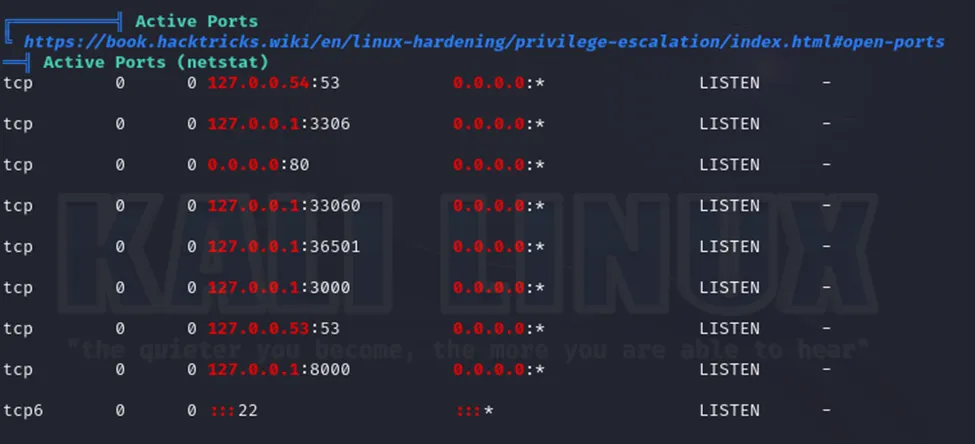 ╔══════════╣ Active Ports
╚ https://book.hacktricks.wiki/en/linux-hardening/privilege-escalation/index.html#open-ports
══╣ Active Ports (netstat)
tcp 0 0 127.0.0.54:53 0.0.0.0:* LISTEN -
tcp 0 0 127.0.0.1:3306 0.0.0.0:* LISTEN -
tcp 0 0 0.0.0.0:80 0.0.0.0:* LISTEN -
tcp 0 0 127.0.0.1:33060 0.0.0.0:* LISTEN -
tcp 0 0 127.0.0.1:36501 0.0.0.0:* LISTEN -
tcp 0 0 127.0.0.1:3000 0.0.0.0:* LISTEN -
tcp 0 0 127.0.0.53:53 0.0.0.0:* LISTEN -
tcp 0 0 127.0.0.1:8000 0.0.0.0:* LISTEN -
tcp6 0 0 :::22 :::* LISTEN -
KALI LINUX
"the quieter you become, the more you are able to hear"